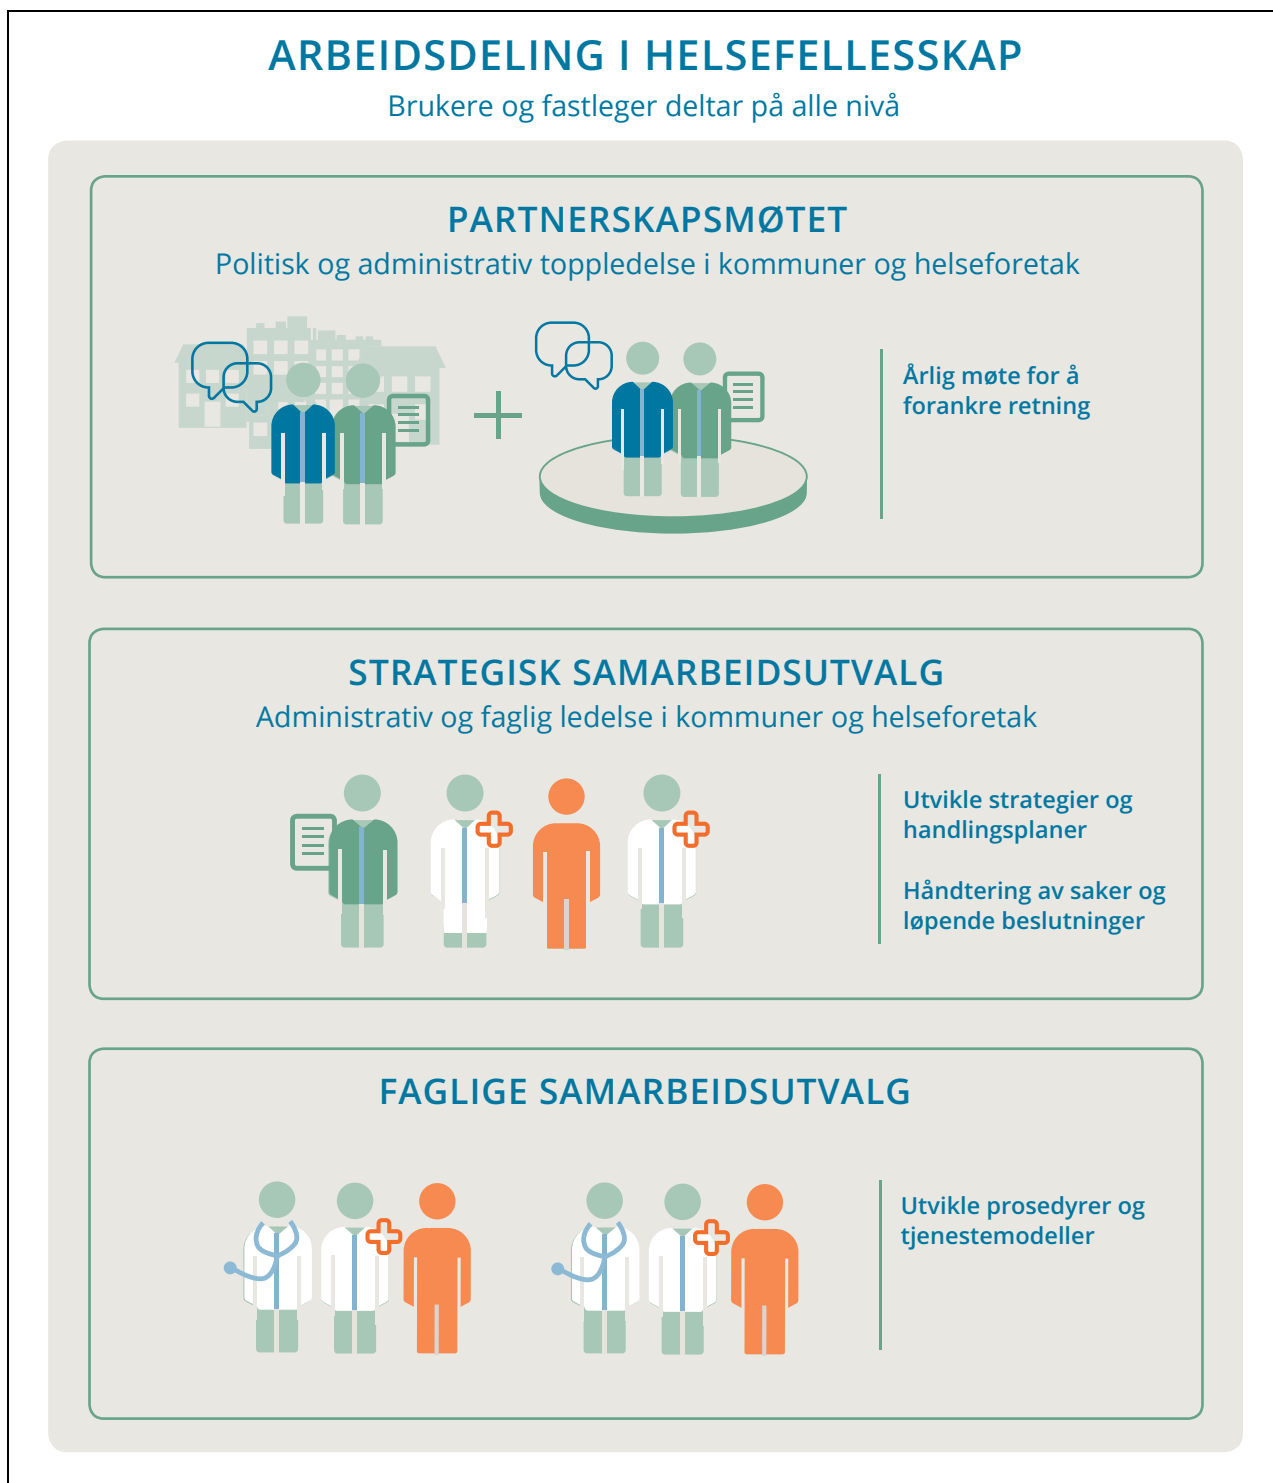 ARBEIDSDELING I HELSEFELLESSKAP
Brukere og fastleger deltar på alle nivå
PARTNERSKAPSMØTET
Politisk og administrativ toppledelse i kommuner og helseforetak
Årlig møte for å
forankre retning
STRATEGISK SAMARBEIDSUTVALG
Administrativ og faglig ledelse i kommuner og helseforetak
Utvikle strategier og
handlingsplaner
Håndtering av saker og
løpende beslutninger
FAGLIGE SAMARBEIDSUTVALG
Utvikle prosedyrer og
tjenestemodeller